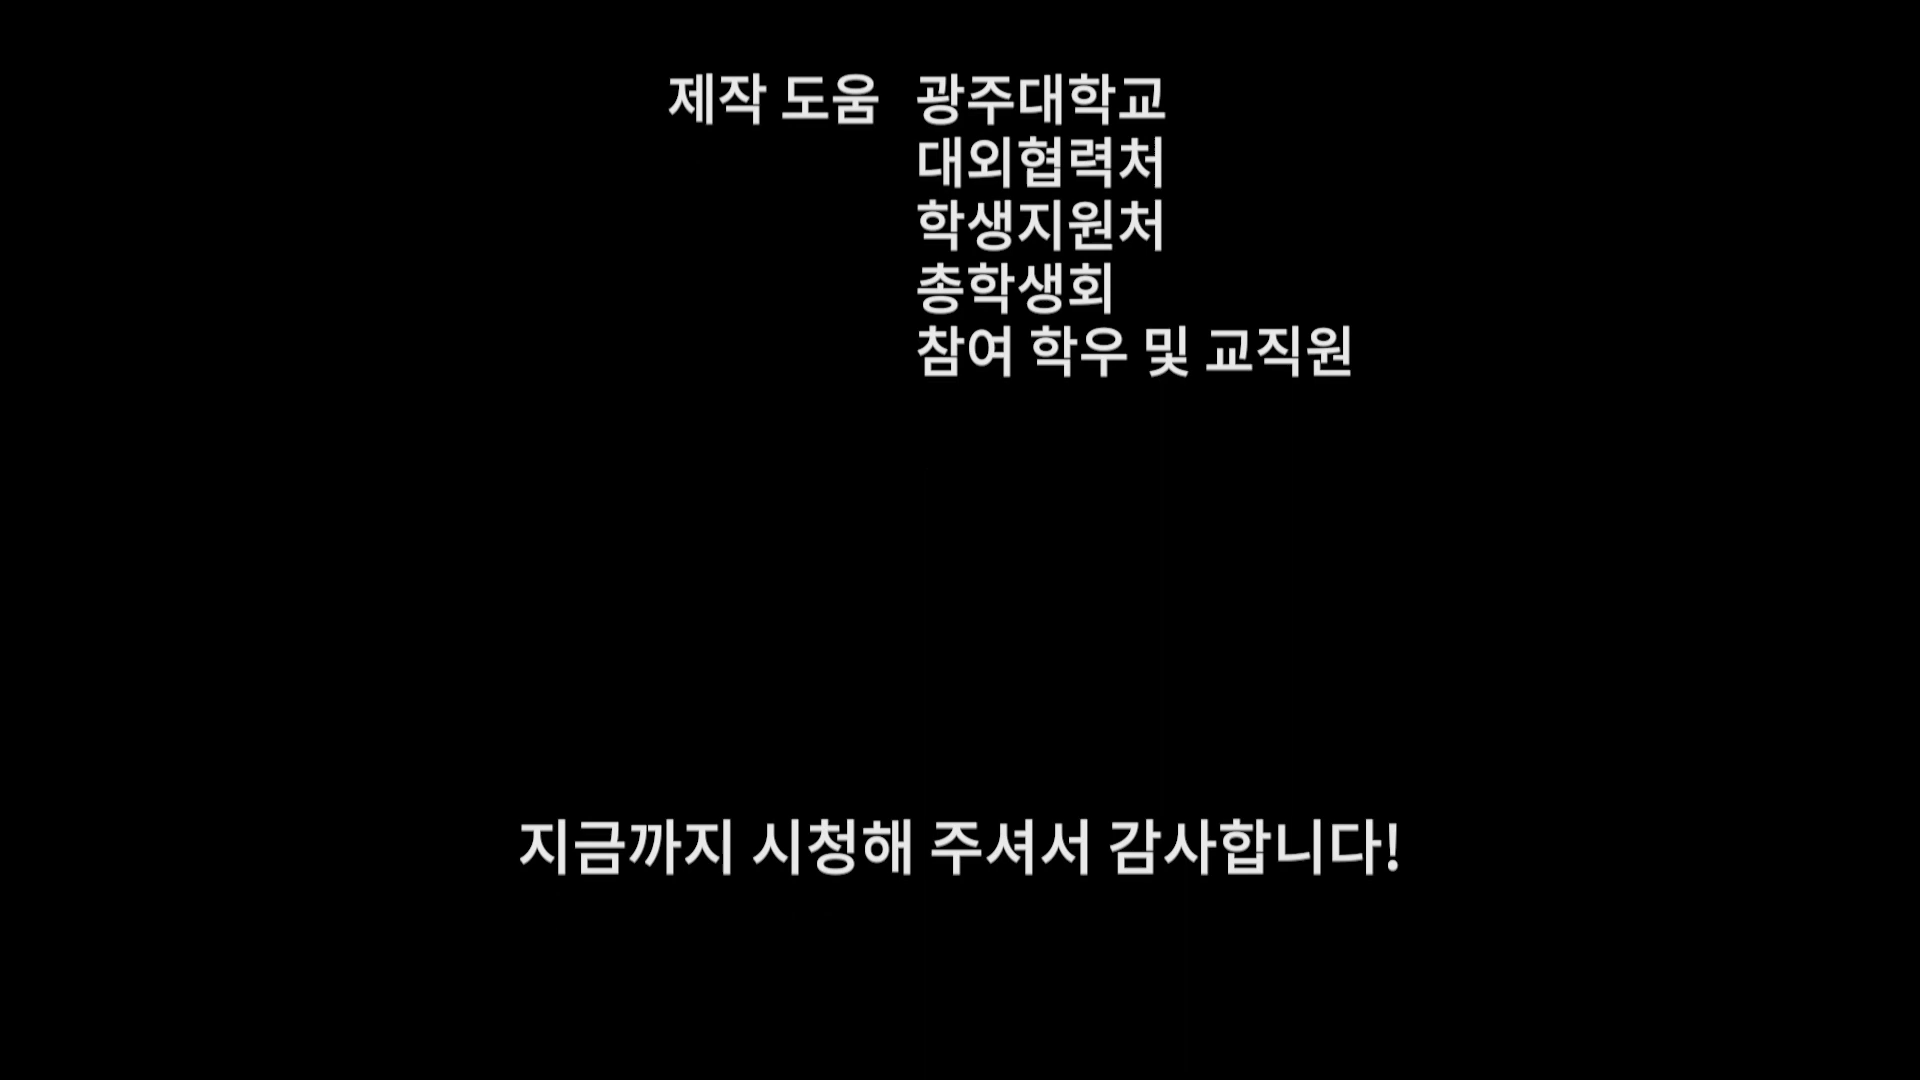 제작 도움 광주대학교
대외협력처
학생지원처
총학생회
참여 학우 및 교직원
지금까지 시청해 주셔서 감사합니다!